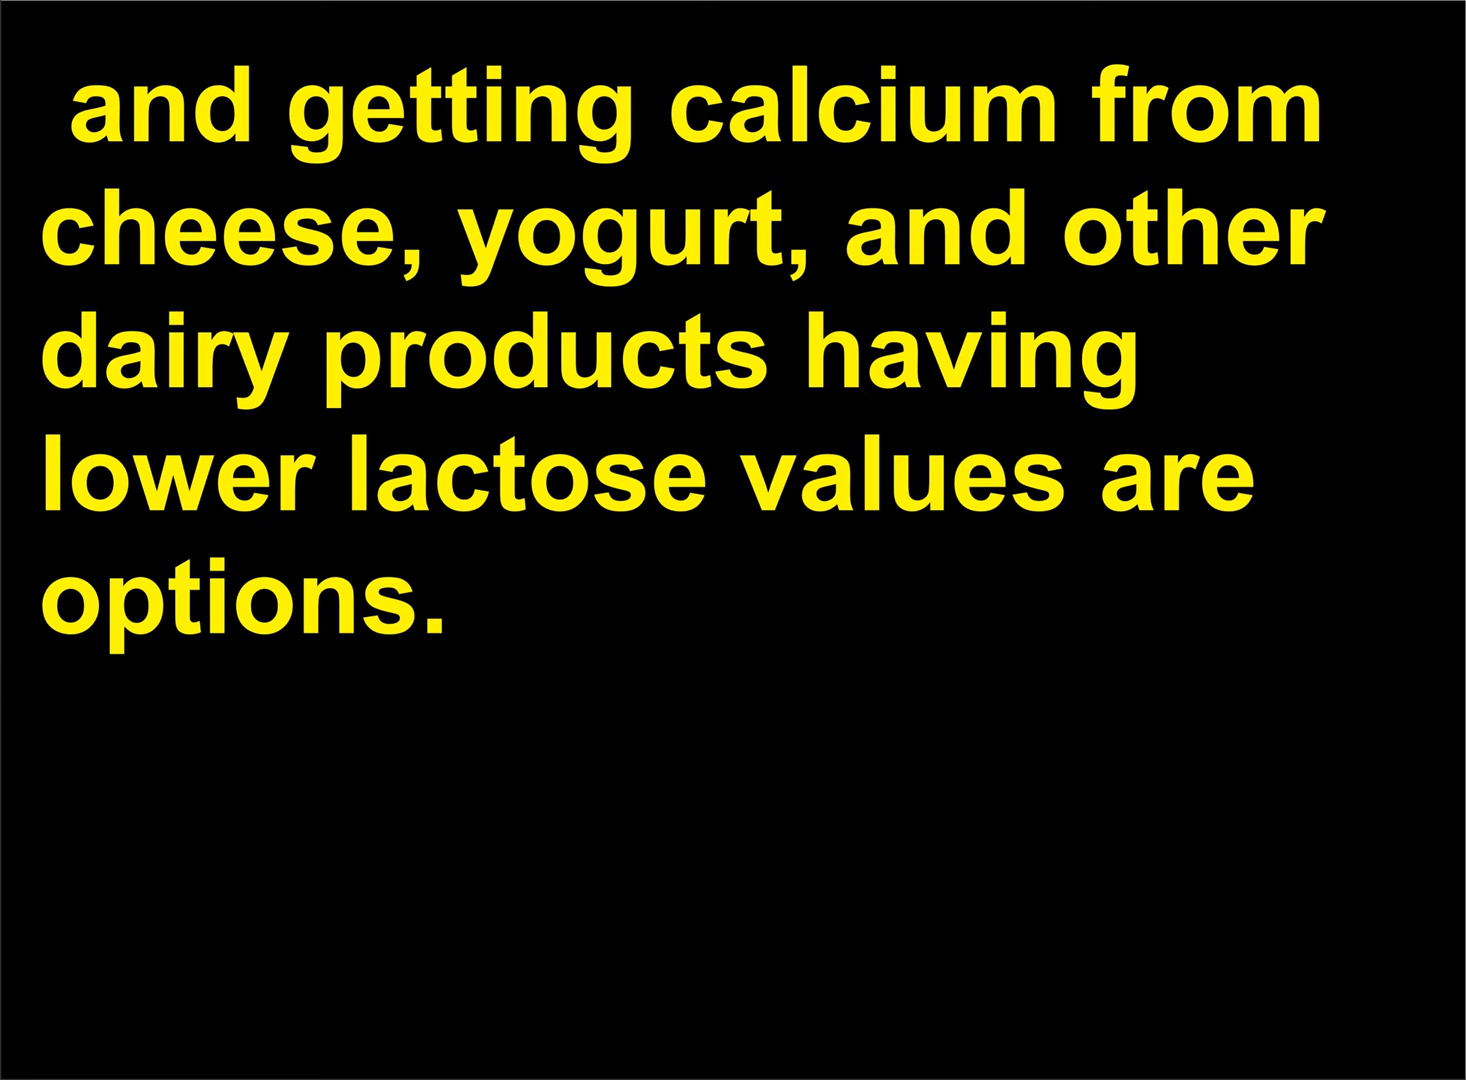 and getting calcium from
cheese, yogurt, and other
dairy products having
lower lactose values are
options.